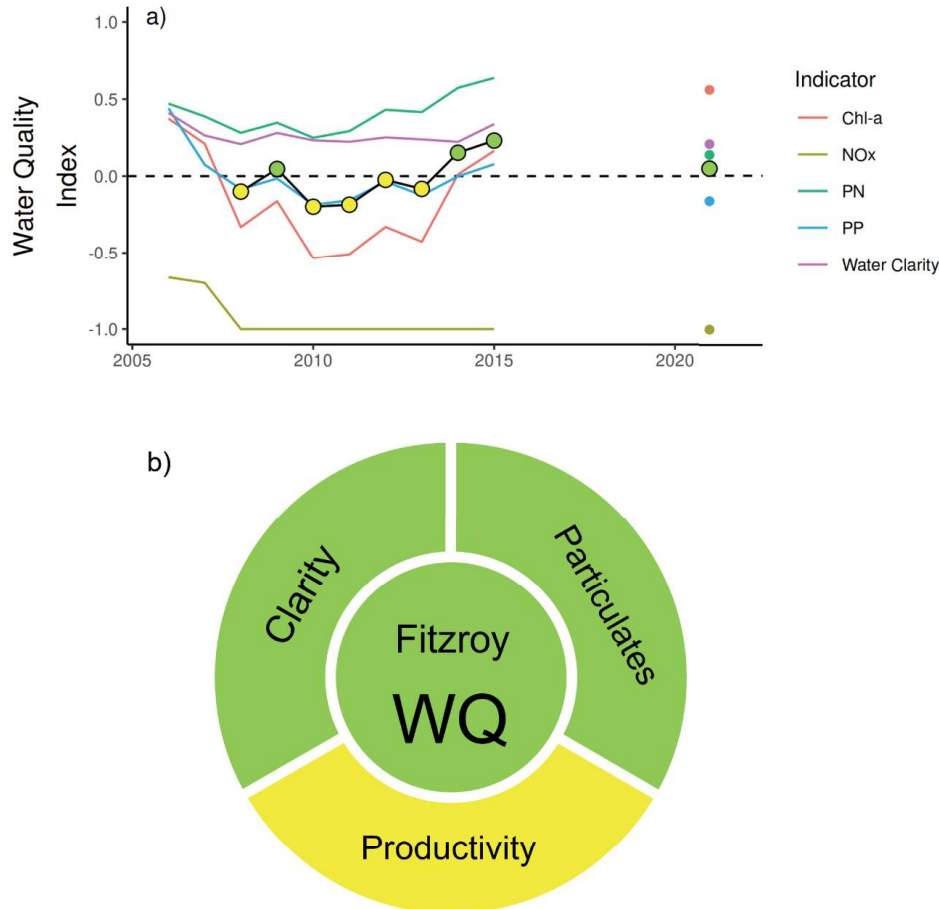 a)
Water Quality
Index
1.0
0.5
0.0
-0.5
-1.0
2005
2010
2015
2020
Indicator
Chl-a
NOx
PN
PP
Water Clarity
b)
Clarity
Particulates
Fitzroy
WQ
Productivity